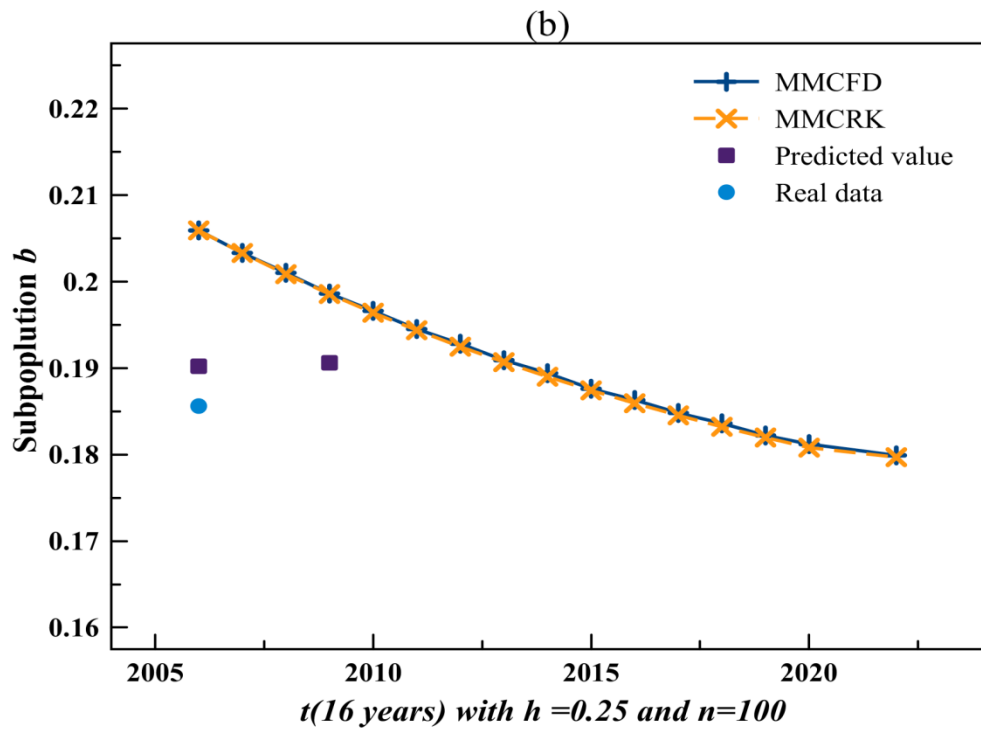 (b)
MMCFD
MMCRK
Predicted value
Real data
0.22
0.21
0.2
0.19
0.18
0.17
0.16
Subpoplution b
2005 2010 2015 2020
t(16 years) with h =0.25 and n=100